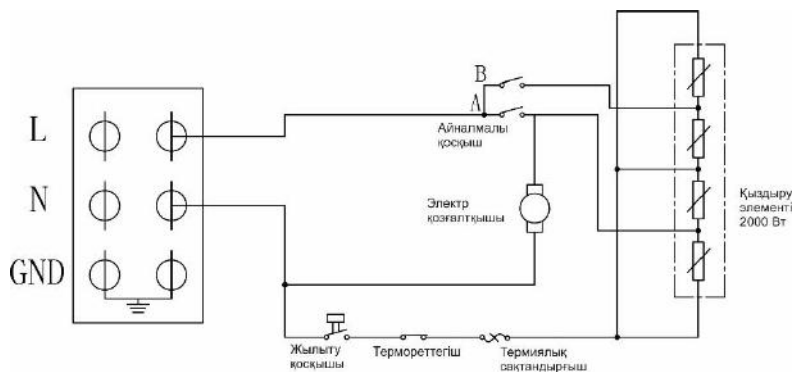 B
A
L
Айналмалы
қосқыш
N
Электр
қозғалтқышы
Қыздыру
элементі
2000 Вт
GND
Жылыту
қосқышы
Термореттегіш
Термиялық
сақтандырғыш